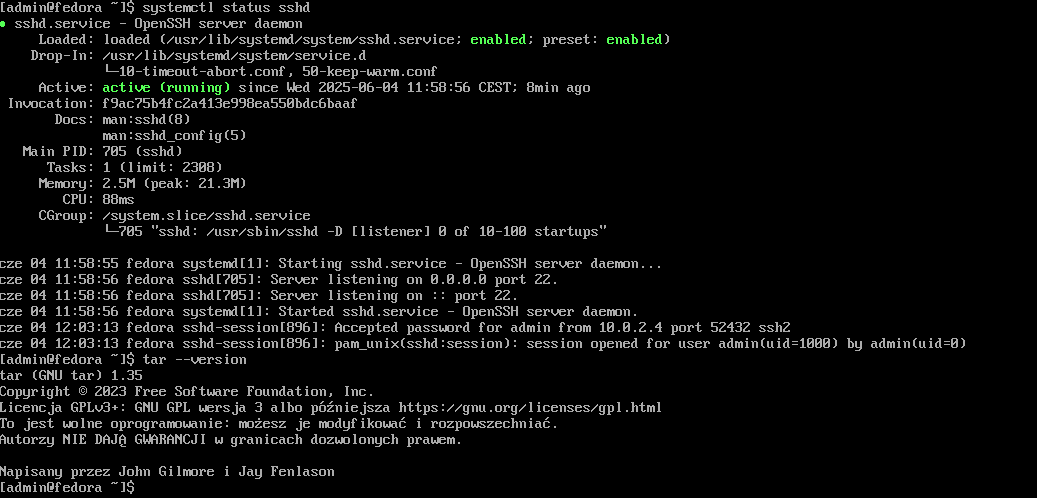 [admin@fedora ~]$ systemctl status sshd
● sshd.service - OpenSSH server daemon
     Loaded: loaded (/usr/lib/systemd/system/sshd.service; enabled; preset: enabled)
    Drop-In: /usr/lib/systemd/system/service.d
             └─10-timeout-abort.conf, 50-keep-warm.conf
     Active: active (running) since Wed 2025-06-04 11:58:56 CEST; 8min ago
 Invocation: f9ac75b4fc2a413e998ea550bdc6baaf
       Docs: man:sshd(8)
             man:sshd_config(5)
   Main PID: 705 (sshd)
      Tasks: 1 (limit: 2308)
     Memory: 2.5M (peak: 21.3M)
        CPU: 88ms
     CGroup: /system.slice/sshd.service
             └─705 "sshd: /usr/sbin/sshd -D [listener] 0 of 10-100 startups"

cze 04 11:58:55 fedora systemd[1]: Starting sshd.service - OpenSSH server daemon...
cze 04 11:58:56 fedora sshd[705]: Server listening on 0.0.0.0 port 22.
cze 04 11:58:56 fedora sshd[705]: Server listening on :: port 22.
cze 04 11:58:56 fedora systemd[1]: Started sshd.service - OpenSSH server daemon.
cze 04 12:03:13 fedora sshd-session[896]: Accepted password for admin from 10.0.2.4 port 52432 ssh2
cze 04 12:03:13 fedora sshd-session[896]: pam_unix(sshd:session): session opened for user admin(uid=1000) by admin(uid=0)
[admin@fedora ~]$ tar --version
tar (GNU tar) 1.35
Copyright © 2023 Free Software Foundation, Inc.
Licencja GPLv3+: GNU GPL wersja 3 albo późniejsza https://gnu.org/licenses/gpl.html
To jest wolne oprogramowanie: możesz je modyfikować i rozpowszechniać.
Autorzy NIE DAJĄ GWARANCJI w granicach dozwolonych prawem.

Napisany przez John Gilmore i Jay Fenlason
[admin@fedora ~]$